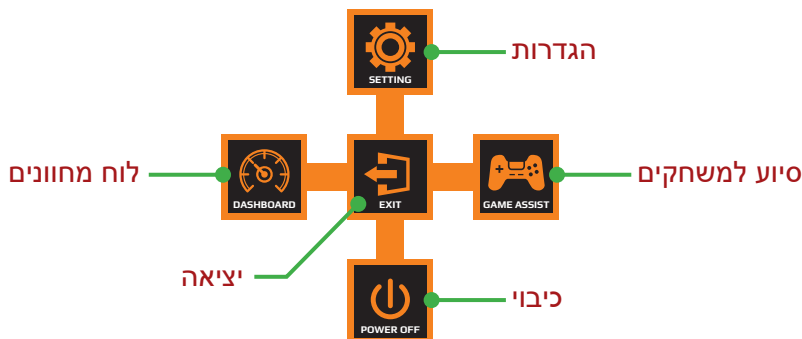 הגדרות
SETTING
לוח מחוונים
DASHBOARD
EXIT
GAME ASSIST
סיוע למשחקים
יציאה
כיבוי
POWER OFF